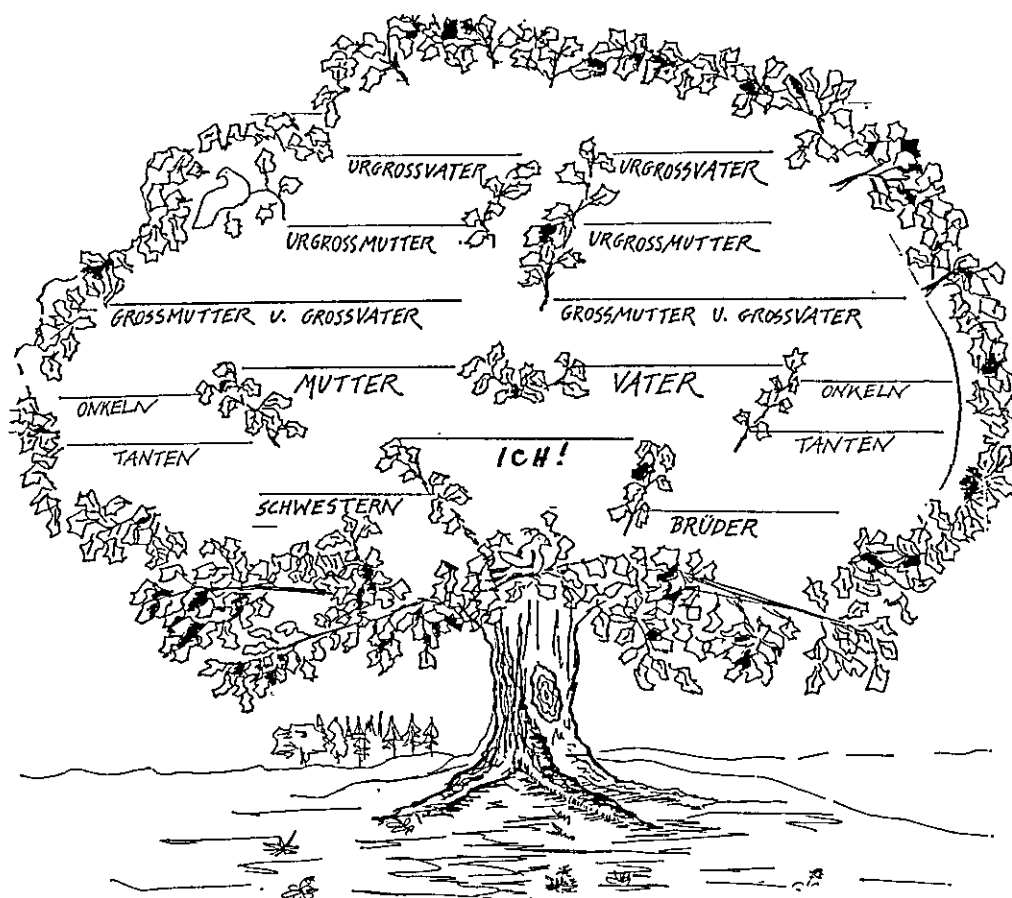 URGROSSVATER URGROSSVATER
URGROSSMUTTER URGROSSMUTTER
GROSSMUTTER U. GROSSVATER GROSSMUTTER U. GROSSVATER
MUTTER VATER
ONKELN ONKELN
TANTEN TANTEN
ICH!
SCHWESTERN BRÜDER